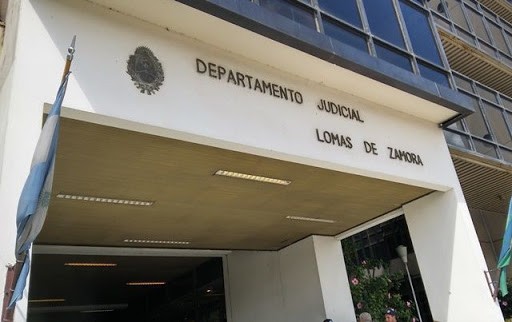 DEPARTAMENTO JUDICIAL
LOMAS DE ZAMORA